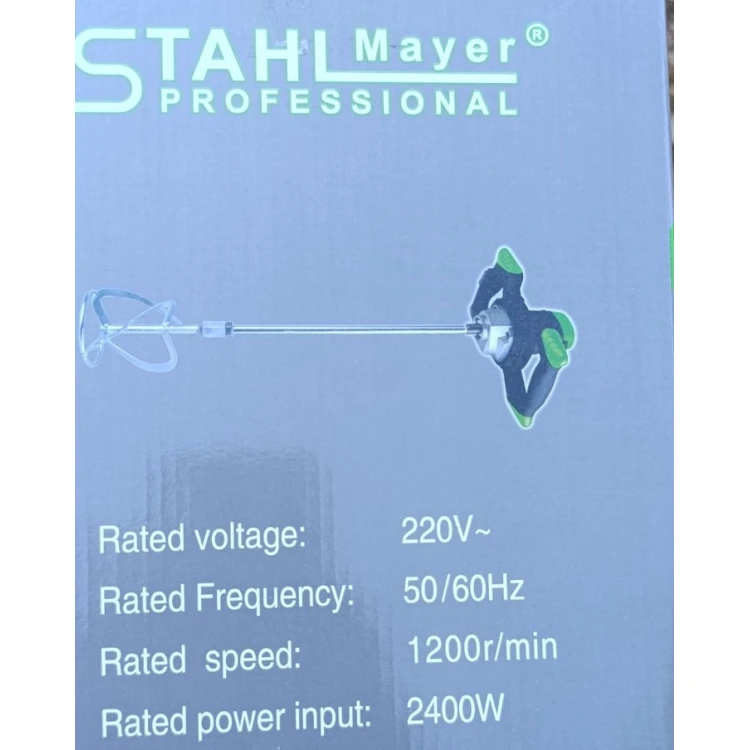 STAHL Mayer®
PROFESSIONAL
Rated voltage: 220V~
Rated Frequency: 50/60Hz
Rated speed: 1200r/min
Rated power input: 2400W